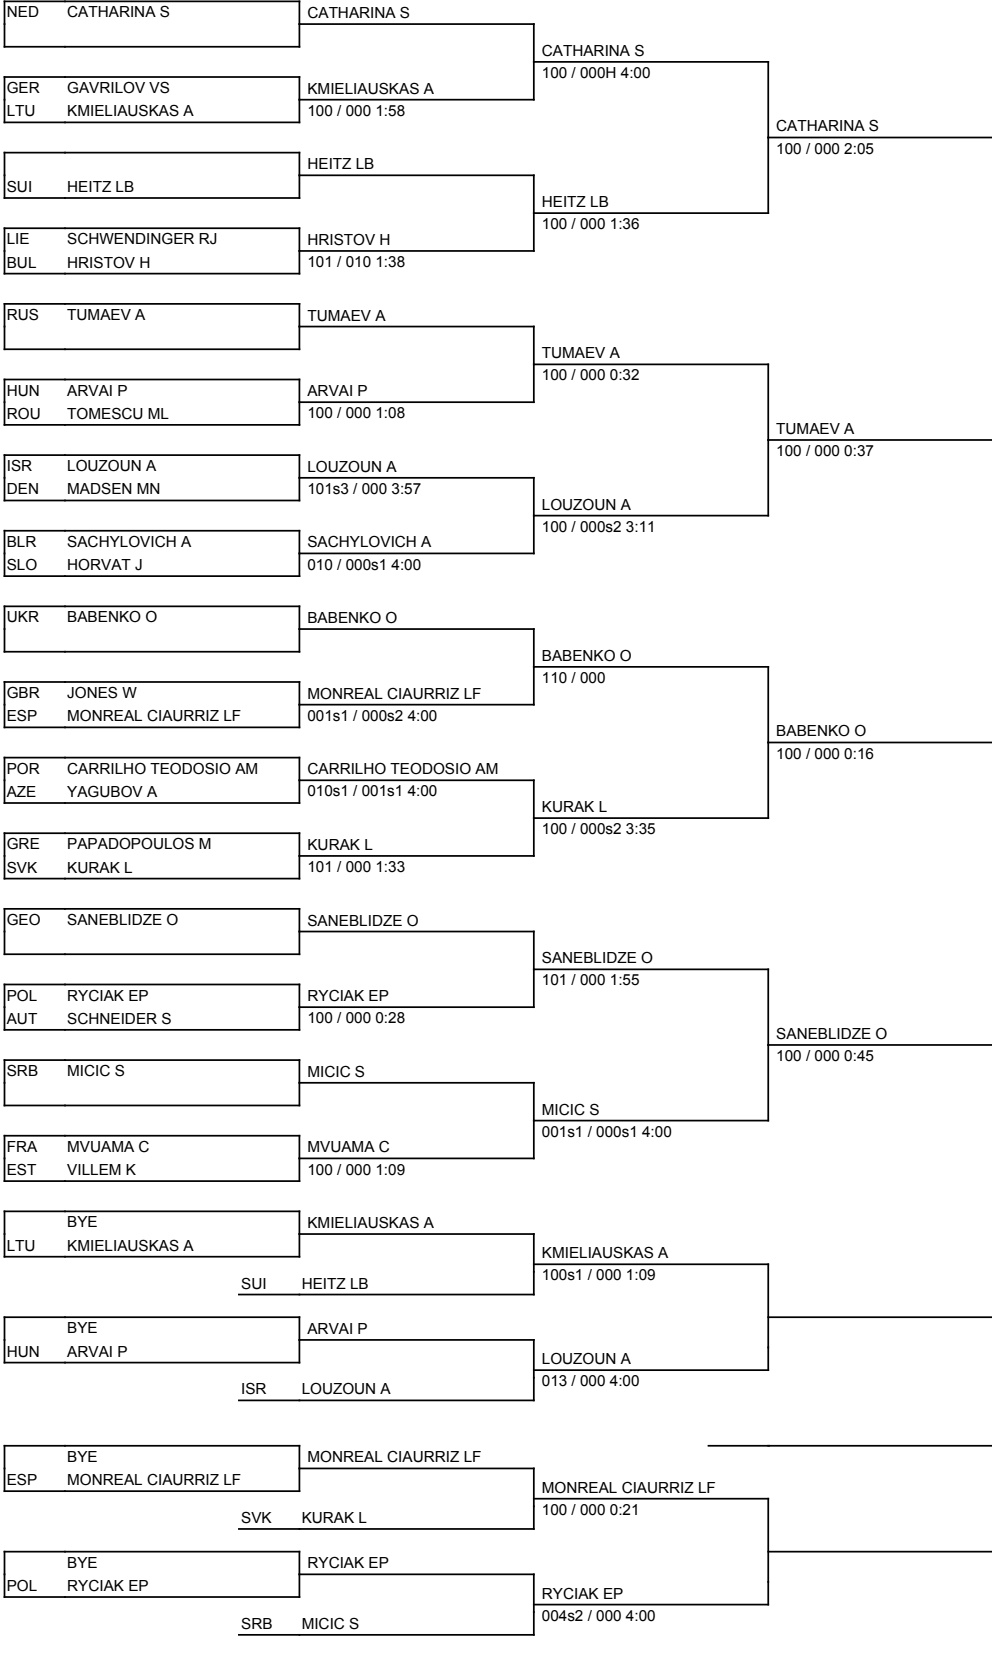 NED CATHARINA S
CATHARINA S
CATHARINA S
100 / 000H 4:00
GER GAVRILOV VS
LTU KMIELIAUSKAS A
KMIELIAUSKAS A
100 / 000 1:58
CATHARINA S
100 / 000 2:05
SUI HEITZ LB
HEITZ LB
HEITZ LB
100 / 000 1:36
LIE SCHWENDINGER RJ
BUL HRISTOV H
HRISTOV H
101 / 010 1:38
RUS TUMAEV A
TUMAEV A
TUMAEV A
100 / 000 0:32
HUN ARVAI P
ROU TOMESCU ML
ARVAI P
100 / 000 1:08
TUMAEV A
100 / 000 0:37
ISR LOUZOUN A
DEN MADSEN MN
LOUZOUN A
101s3 / 000 3:57
LOUZOUN A
100 / 000s2 3:11
BLR SACHYLOVICH A
SLO HORVAT J
SACHYLOVICH A
010 / 000s1 4:00
UKR BABENKO O
BABENKO O
BABENKO O
110 / 000
GBR JONES W
ESP MONREAL CIAURRIZ LF
MONREAL CIAURRIZ LF
001s1 / 000s2 4:00
BABENKO O
100 / 000 0:16
POR CARRILHO TEODOSIO AM
AZE YAGUBOV A
CARRILHO TEODOSIO AM
010s1 / 001s1 4:00
KURAK L
100 / 000s2 3:35
GRE PAPADOPOULOS M
SVK KURAK L
KURAK L
101 / 000 1:33
GEO SANEBLIDZE O
SANEBLIDZE O
SANEBLIDZE O
101 / 000 1:55
POL RYCIAK EP
AUT SCHNEIDER S
RYCIAK EP
100 / 000 0:28
SANEBLIDZE O
100 / 000 0:45
SRB MICIC S
MICIC S
MICIC S
001s1 / 000s1 4:00
FRA MVUAMA C
EST VILLEM K
MVUAMA C
100 / 000 1:09
BYE
LTU KMIELIAUSKAS A
KMIELIAUSKAS A
KMIELIAUSKAS A
100s1 / 000 1:09
SUI HEITZ LB
BYE
HUN ARVAI P
ARVAI P
LOUZOUN A
013 / 000 4:00
ISR LOUZOUN A
BYE
ESP MONREAL CIAURRIZ LF
MONREAL CIAURRIZ LF
MONREAL CIAURRIZ LF
100 / 000 0:21
SVK KURAK L
BYE
POL RYCIAK EP
RYCIAK EP
RYCIAK EP
004s2 / 000 4:00
SRB MICIC S